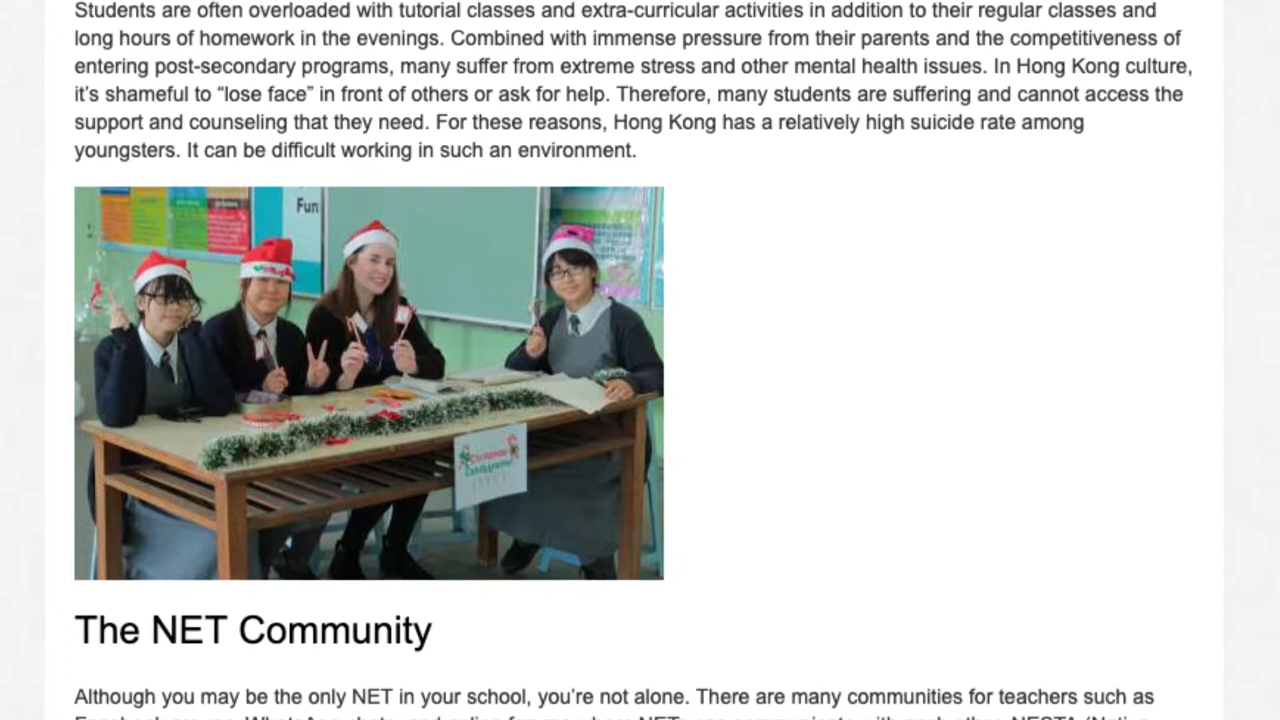 Students are often overloaded with tutorial classes and extra-curricular activities in addition to their regular classes and
long hours of homework in the evenings. Combined with immense pressure from their parents and the competitiveness of
entering post-secondary programs, many suffer from extreme stress and other mental health issues. In Hong Kong culture,
it's shameful to “lose face” in front of others or ask for help. Therefore, many students are suffering and cannot access the
support and counseling that they need. For these reasons, Hong Kong has a relatively high suicide rate among
youngsters. It can be difficult working in such an environment.
Fun
Christmas
Candygrams!
The NET Community
Although you may be the only NET in your school, you're not alone. There are many communities for teachers such as